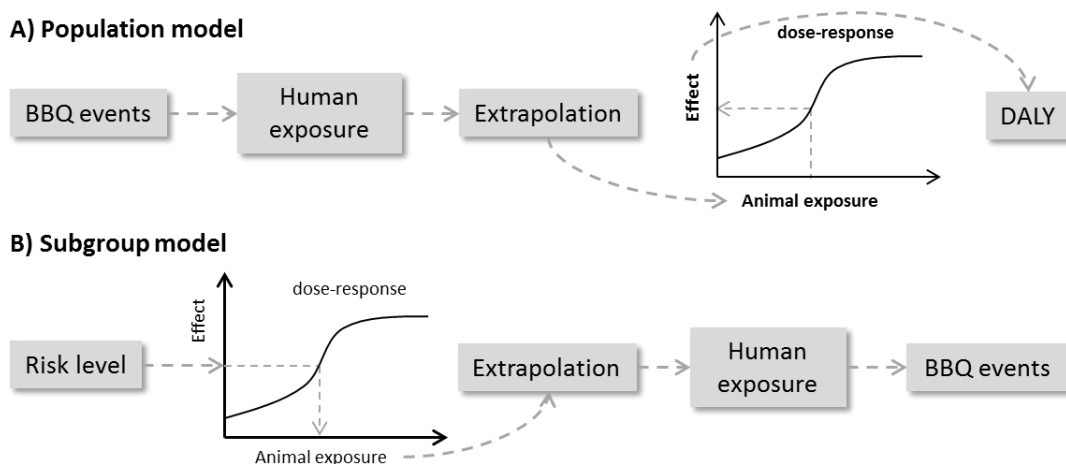 A) Population model
dose-response
BBQ events
Human
exposure
Extrapolation
Effect
DALY
Animal exposure
B) Subgroup model
dose-response
Effect
Risk level
Extrapolation
Human
exposure
BBQ events
Animal exposure